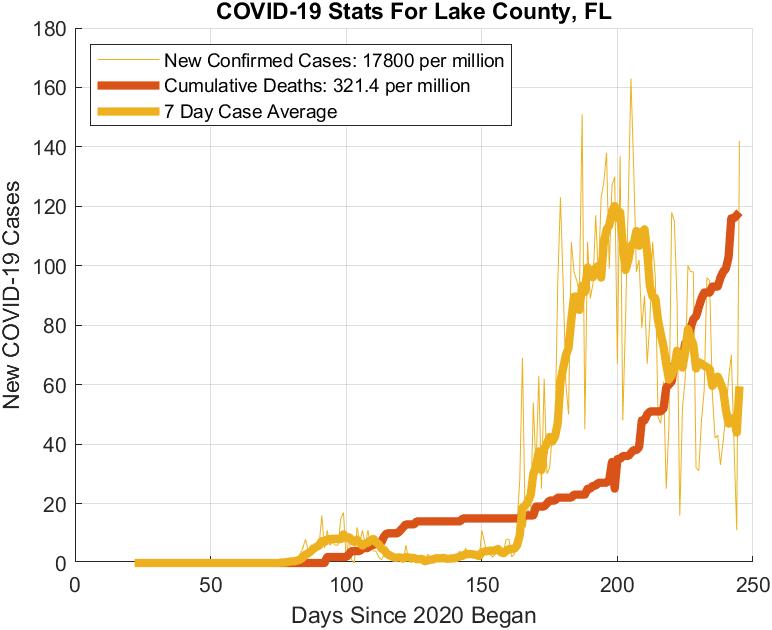 COVID-19 Stats For Lake County, FL
New Confirmed Cases: 17800 per million
Cumulative Deaths: 321.4 per million
7 Day Case Average
New COVID-19 Cases
180
160
140
120
100
80
60
40
20
0
0 50 100 150 200 250
Days Since 2020 Began